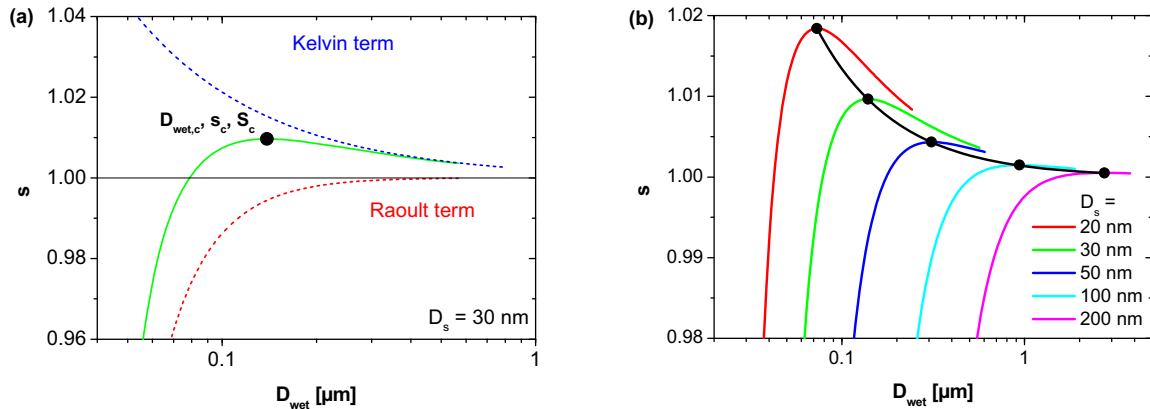 (a)
1.04
1.02
1.00
0.98
0.96
s
Kelvin term
D_wet,c, s_c, S_c
Raoult term
D_s = 30 nm
0.1
1
D_wet [µm]
(b)
1.02
1.01
1.00
0.99
0.98
s
D_s =
20 nm
30 nm
50 nm
100 nm
200 nm
0.1
1
D_wet [µm]